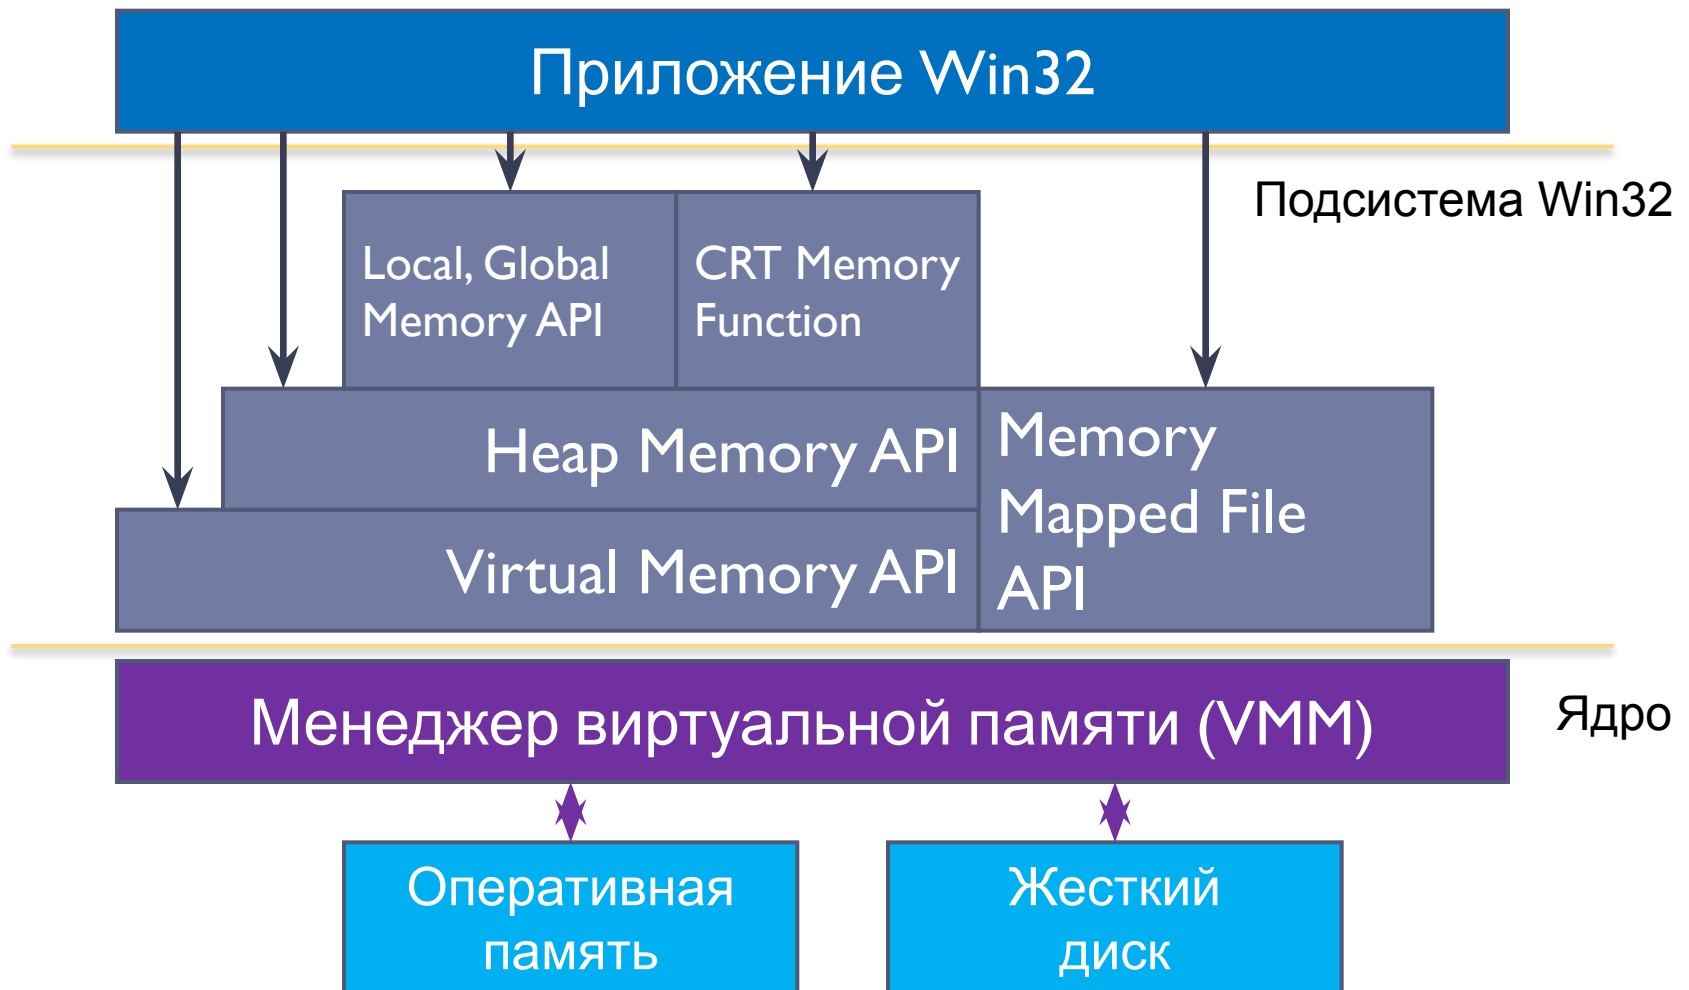 Приложение Win32
Подсистема Win32
Local, Global
Memory API
CRT Memory
Function
Heap Memory API
Memory
Mapped File
API
Virtual Memory API
Менеджер виртуальной памяти (VMM)
Ядро
Оперативная
память
Жесткий
диск